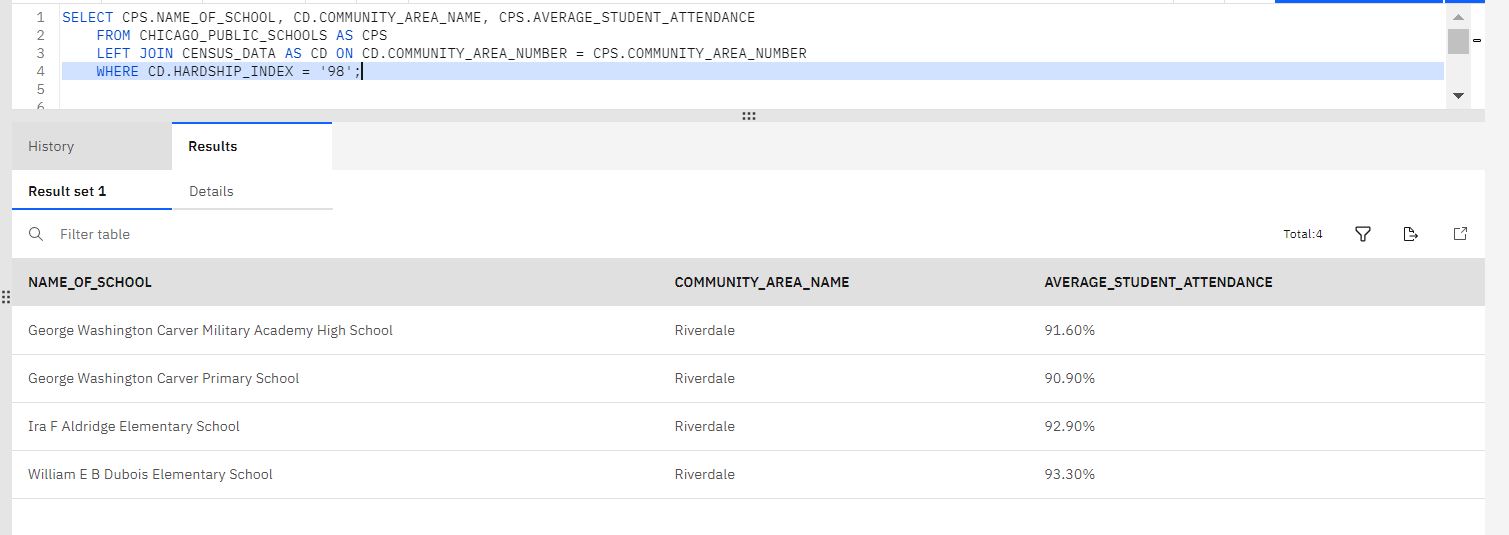 1 SELECT CPS.NAME_OF_SCHOOL, CD.COMMUNITY_AREA_NAME, CPS.AVERAGE_STUDENT_ATTENDANCE
2 FROM CHICAGO_PUBLIC_SCHOOLS AS CPS
3 LEFT JOIN CENSUS_DATA AS CD ON CD.COMMUNITY_AREA_NUMBER = CPS.COMMUNITY_AREA_NUMBER
4 WHERE CD.HARDSHIP_INDEX = '98';
5
6
History Results
Result set 1 Details
Filter table Total:4
NAME_OF_SCHOOL COMMUNITY_AREA_NAME AVERAGE_STUDENT_ATTENDANCE
George Washington Carver Military Academy High School Riverdale 91.60%
George Washington Carver Primary School Riverdale 90.90%
Ira F Aldridge Elementary School Riverdale 92.90%
William E B Dubois Elementary School Riverdale 93.30%